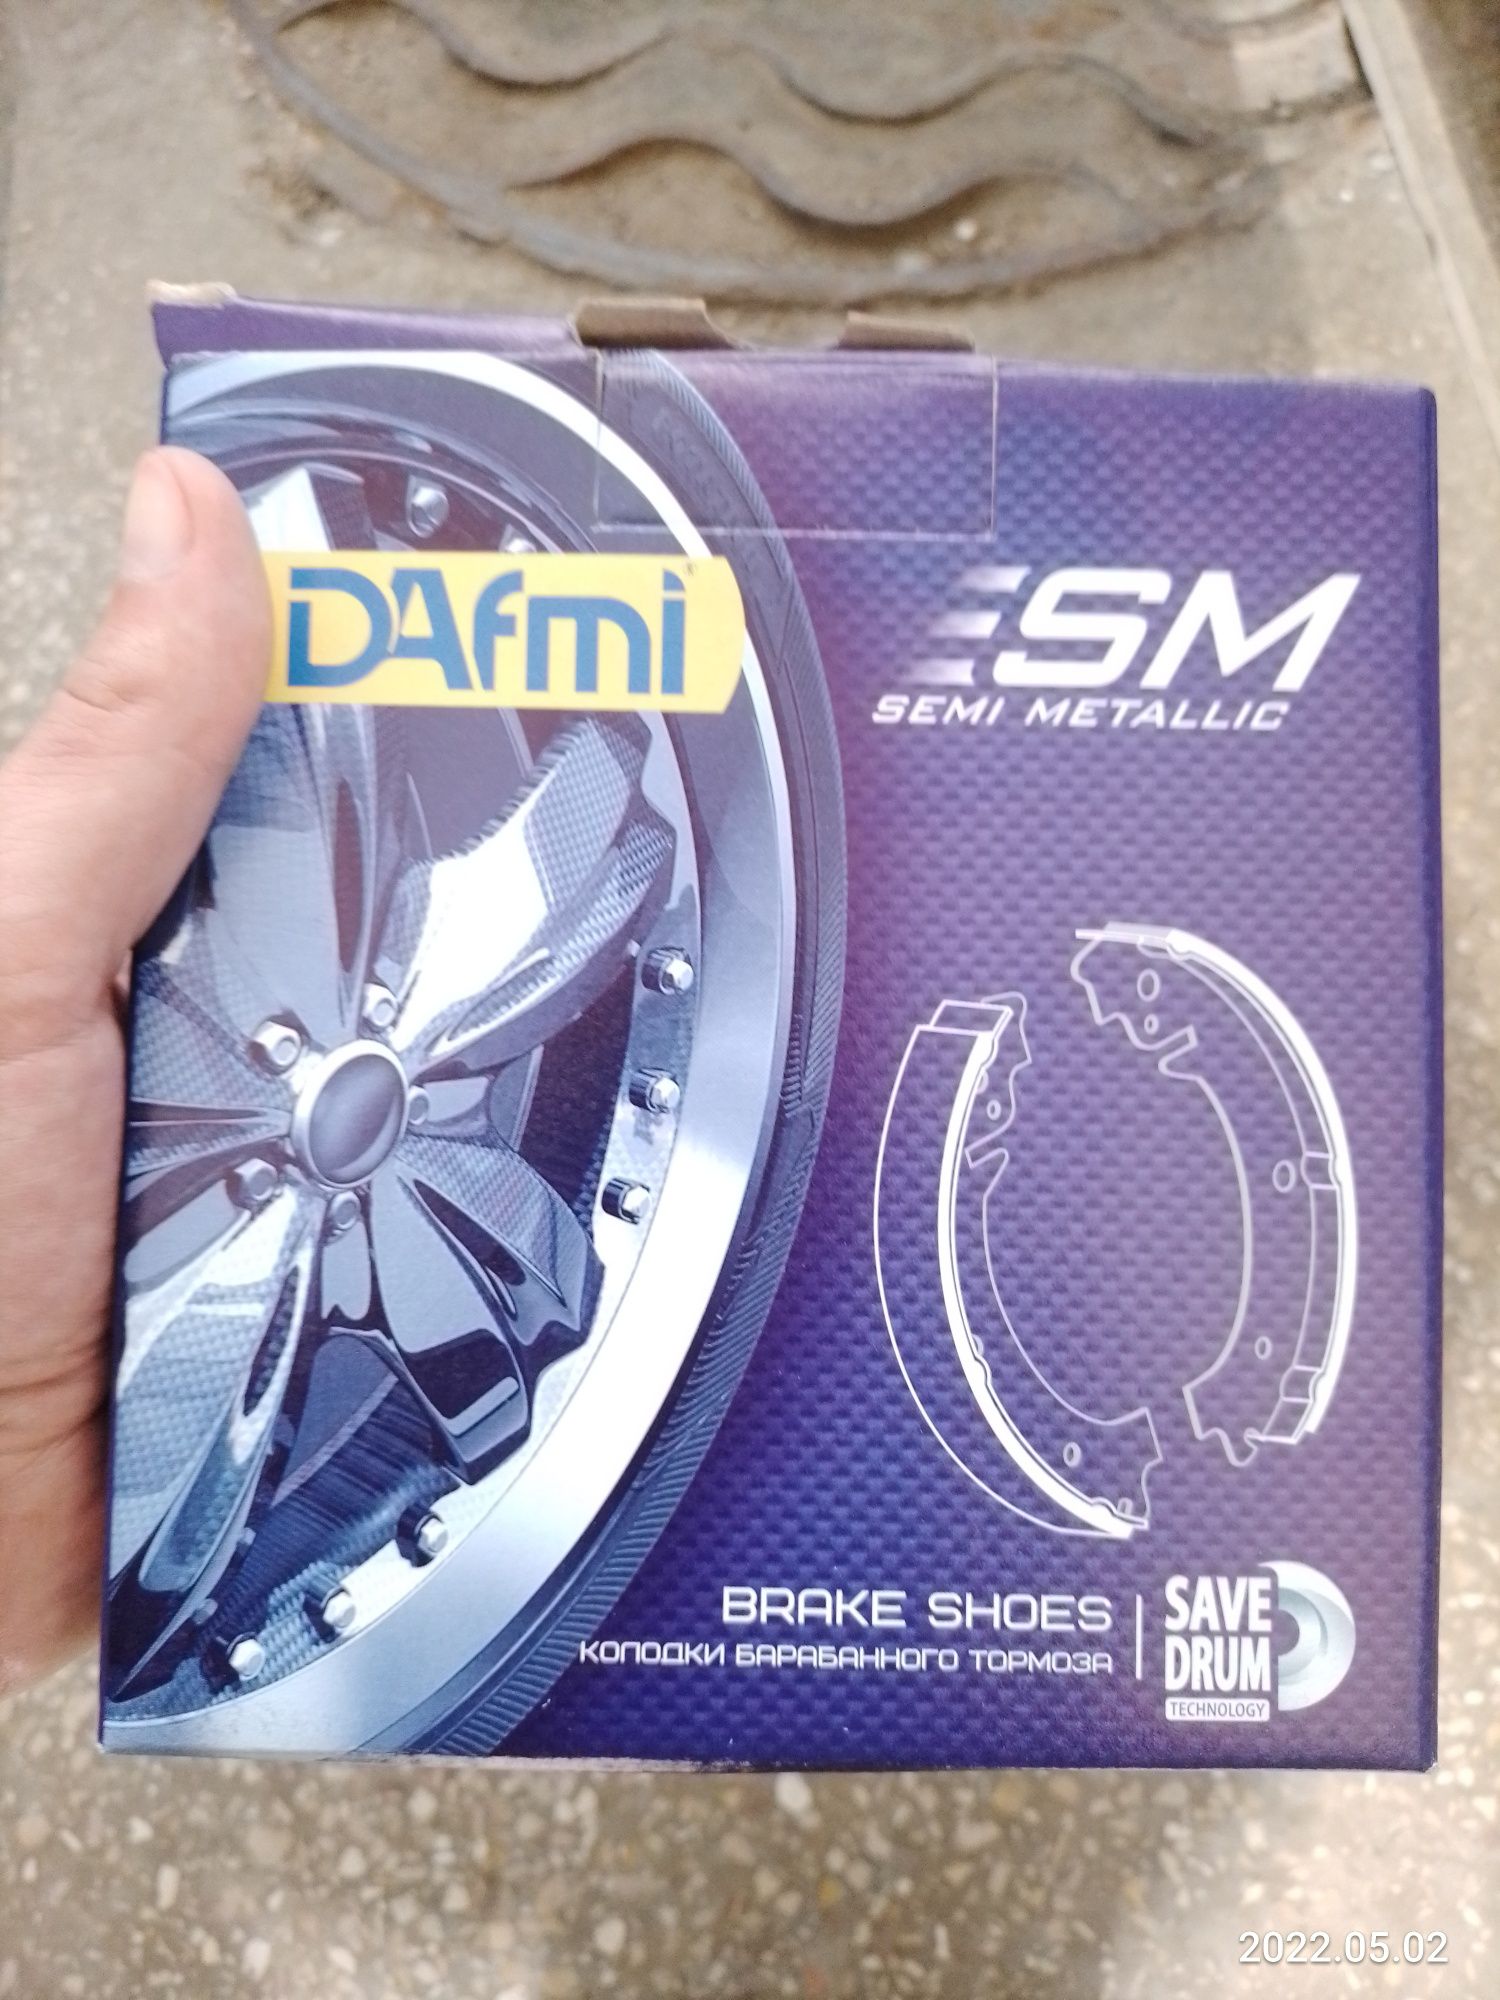 DAfmi®
SM
SEMI METALLIC
BRAKE SHOES
КОЛОДКИ БАРАБАННОГО ТОРМОЗА
SAVE
DRUM
TECHNOLOGY
2022.05.02